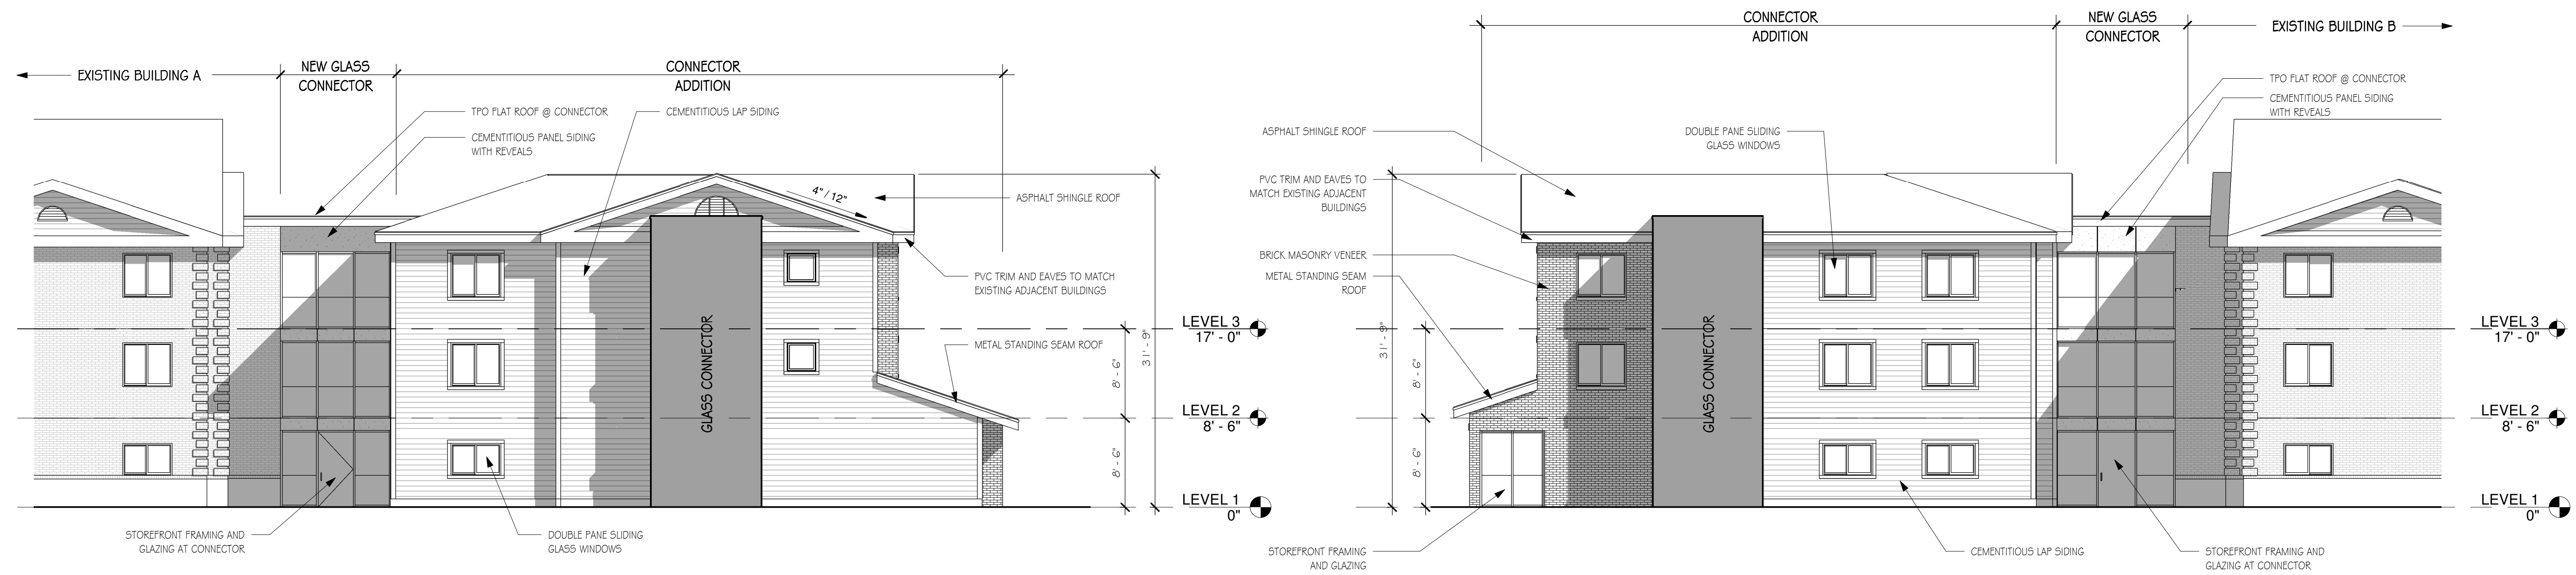 EXISTING BUILDING A
NEW GLASS
CONNECTOR
CONNECTOR
ADDITION
TPO FLAT ROOF @ CONNECTOR
CEMENTITIOUS PANEL SIDING
WITH REVEALS
CEMENTITIOUS LAP SIDING
4" / 12"
ASPHALT SHINGLE ROOF
PVC TRIM AND EAVES TO MATCH
EXISTING ADJACENT BUILDINGS
METAL STANDING SEAM ROOF
GLASS CONNECTOR
8' - 6"
8' - 6"
31' - 9"
LEVEL 3
17' - 0"
LEVEL 2
8' - 6"
LEVEL 1
0"
STOREFRONT FRAMING AND
GLAZING AT CONNECTOR
DOUBLE PANE SLIDING
GLASS WINDOWS
CONNECTOR
ADDITION
NEW GLASS
CONNECTOR
EXISTING BUILDING B
TPO FLAT ROOF @ CONNECTOR
CEMENTITIOUS PANEL SIDING
WITH REVEALS
ASPHALT SHINGLE ROOF
DOUBLE PANE SLIDING
GLASS WINDOWS
PVC TRIM AND EAVES TO
MATCH EXISTING ADJACENT
BUILDINGS
BRICK MASONRY VENEER
METAL STANDING SEAM
ROOF
31' - 9"
8' - 6"
8' - 6"
GLASS CONNECTOR
LEVEL 3
17' - 0"
LEVEL 2
8' - 6"
LEVEL 1
0"
STOREFRONT FRAMING
AND GLAZING
CEMENTITIOUS LAP SIDING
STOREFRONT FRAMING AND
GLAZING AT CONNECTOR